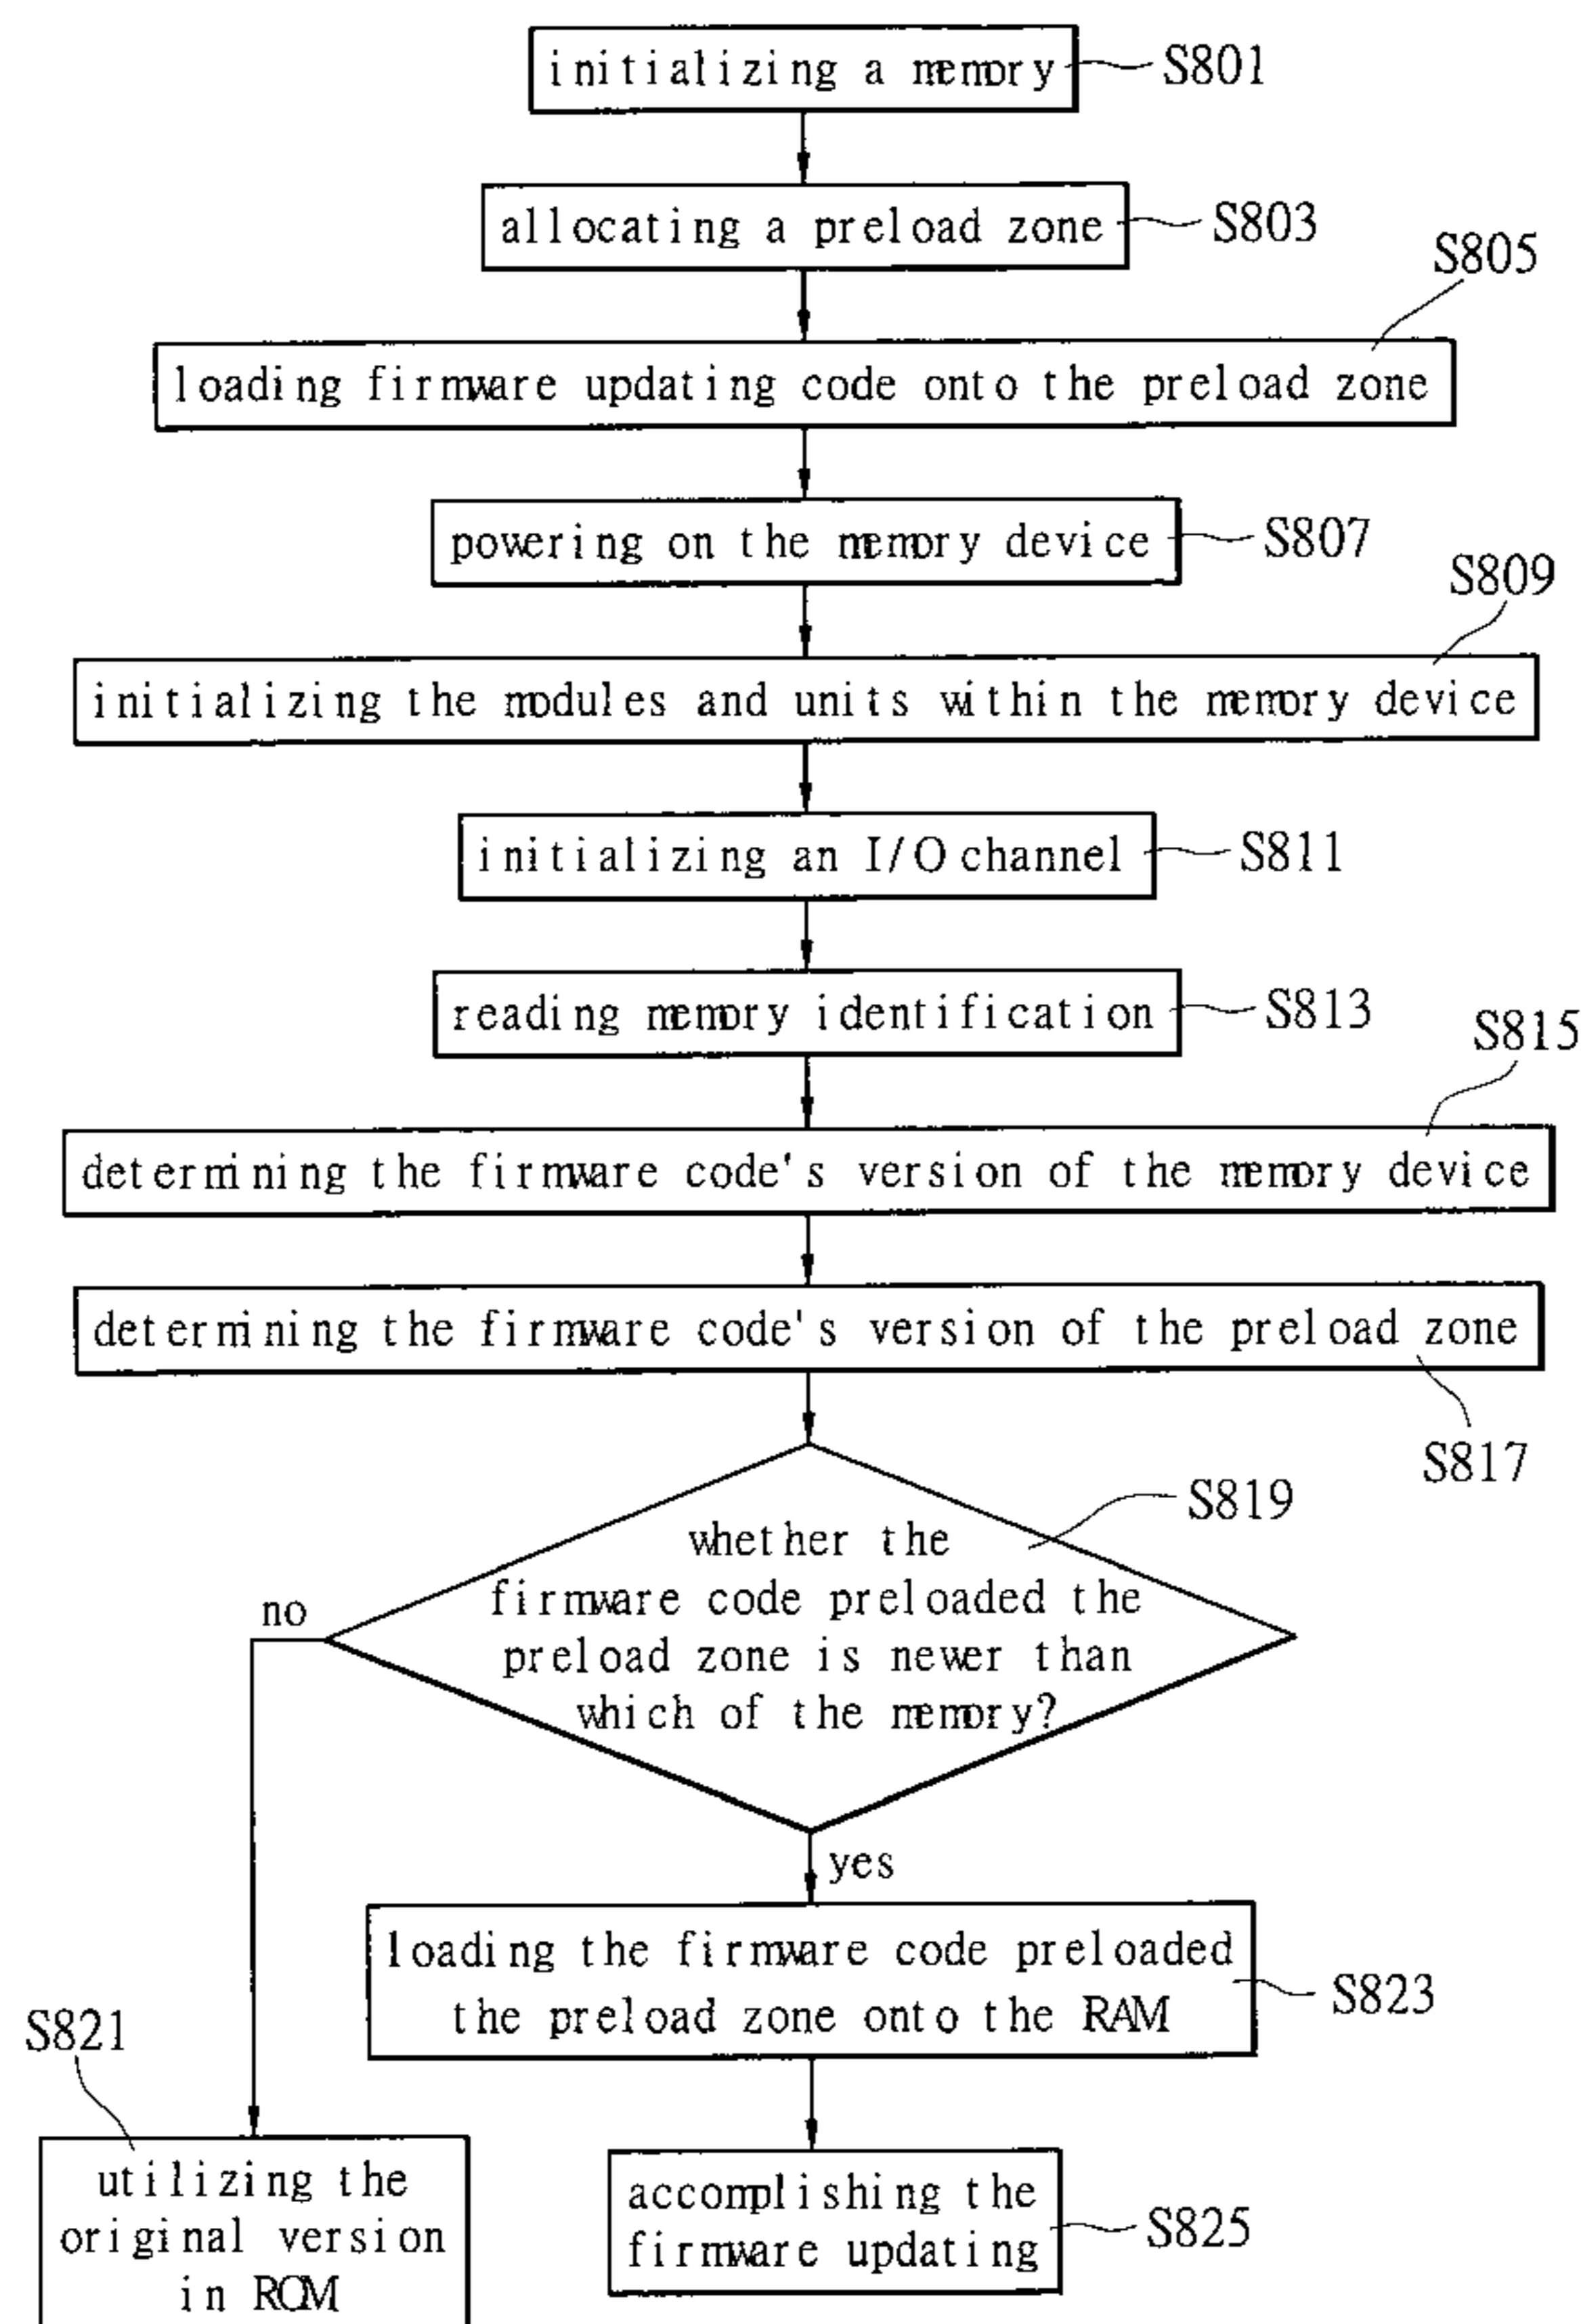 initializing a memory
S801
allocating a preload zone
S803
S805
loading firmware updating code onto the preload zone
powering on the memory device
S807
S809
initializing the modules and units within the memory device
initializing an I/O channel
S811
reading memory identification
S813
S815
determining the firmware code's version of the memory device
determining the firmware code's version of the preload zone
S817
S819
whether the
firmware code preloaded the
preload zone is newer than
which of the memory?
no
yes
loading the firmware code preloaded
the preload zone onto the RAM
S823
S821
utilizing the
original version
in ROM
accomplishing the
firmware updating
S825